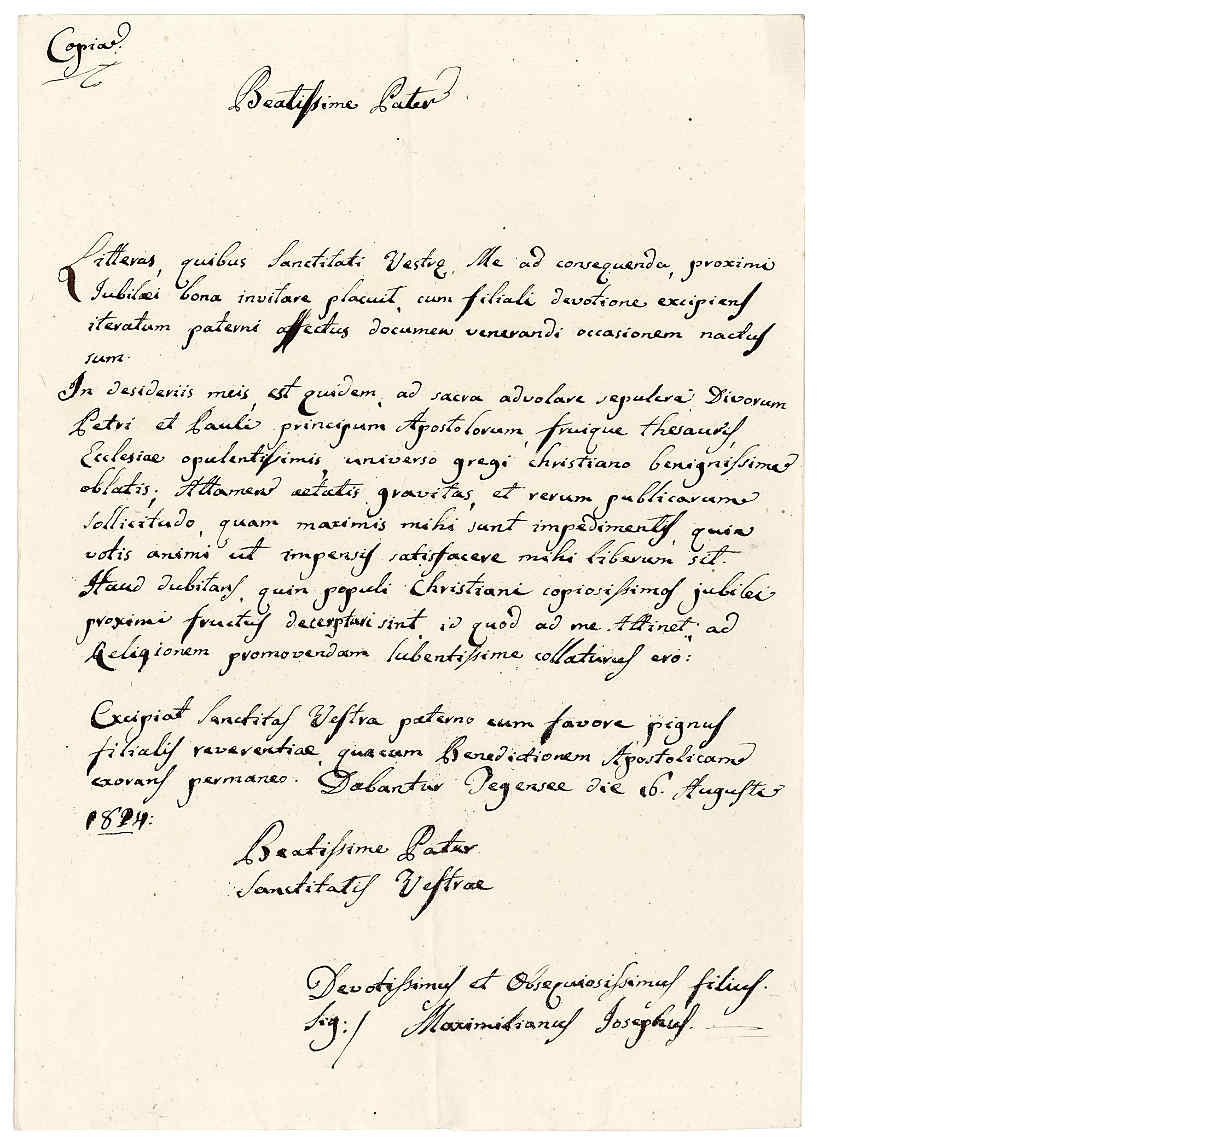 Copia.
Beatissime Pater
Litteras, quibus Sanctitati Vestrę, Me ad consequenda, proximi
Jubilæi bona invitare placuit, cum filiali devotione excipiens
iteratum paterni affectus documen venerandi occasionem nactus
sum.
In desideriis meis, est quidem, ad sacra advolare sepulcra Divorum
Petri et Pauli principum Apostolorum, fruique thesauris,
Ecclesiae opulentissimis, universo gregi christiano benignissime
oblatis; Attamen aetatis gravitas, et rerum publicarum
sollicitudo, quam maximis mihi sunt impedimentis, quin
votis animi ut impensis satisfacere mihi liberum sit.
Haud dubitans, quin populi Christiani copiosissimos jubilei
proximi fructus decerpturi sint, id quod ad me Attinet, ad
Religionem promovendam lubentissime collaturus ero:
Excipiat Sanctitas Vestra paterno cum favore pignus
filialis reverentiae, quacum Benedictionem Apostolicam
exorans permaneo. Dabantur Tegensee die 16. Augusti
1824:
Beatissime Pater
Sanctitatis Vestrae
Devotissimus et Obsequiosissimus filius.
Sig: / Maximilianus Josephus.